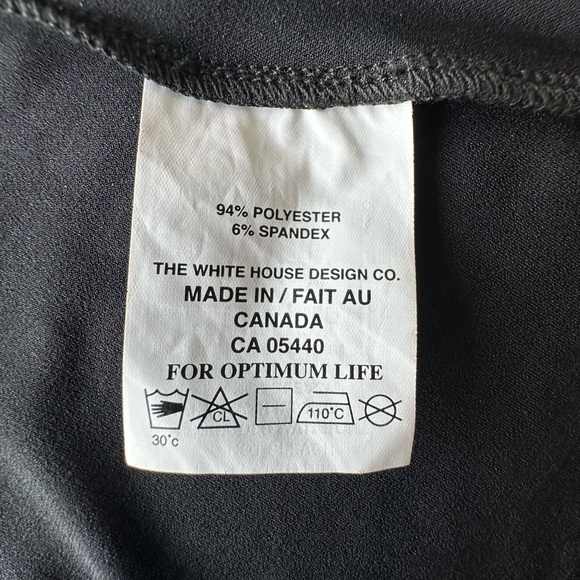 94% POLYESTER
6% SPANDEX
THE WHITE HOUSE DESIGN CO.
MADE IN / FAIT AU
CANADA
CA 05440
FOR OPTIMUM LIFE
CL 110°C
30°c